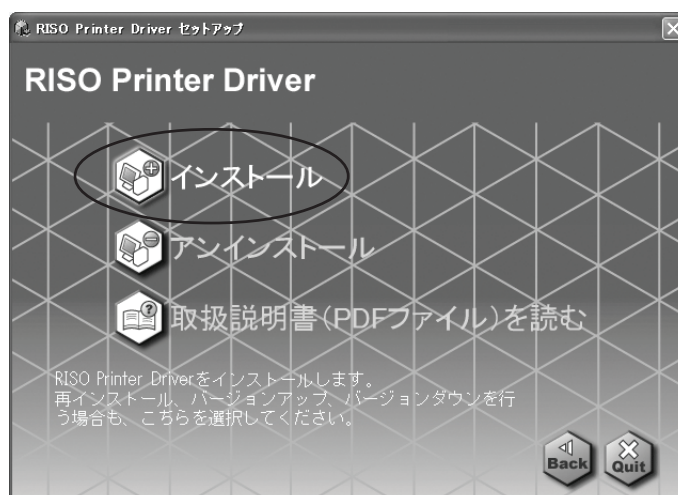 RISO Printer Driver セットアップ
RISO Printer Driver
インストール
アンインストール
取扱説明書(PDFファイル)を読む
RISO Printer Driverをインストールします。
再インストール、バージョンアップ、バージョンダウンを行
う場合も、こちらを選択してください。
Back
Quit